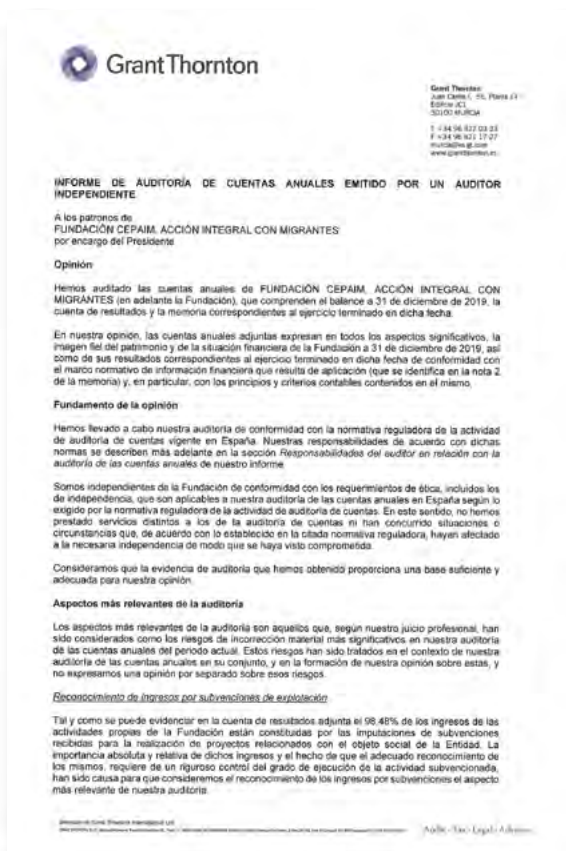 Grant Thornton
Grant Thornton
50100 MURCIA
www.grantthornton.es
INFORME DE AUDITORÍA DE CUENTAS ANUALES EMITIDO POR UN AUDITOR
INDEPENDIENTE
A los patronos de
FUNDACIÓN CEPAIM, ACCIÓN INTEGRAL CON MIGRANTES
por encargo del Presidente
Opinión
Hemos auditado las cuentas anuales de FUNDACIÓN CEPAIM, ACCIÓN INTEGRAL CON
MIGRANTES (en adelante la Fundación), que comprenden el balance a 31 de diciembre de 2019, la
cuenta de resultados y la memoria correspondientes al ejercicio terminado en dicha fecha.
En nuestra opinión, las cuentas anuales adjuntas expresan en todos los aspectos significativos, la
imagen fiel del patrimonio y de la situación financiera de la Fundación a 31 de diciembre de 2019, así
como de sus resultados correspondientes al ejercicio terminado en dicha fecha de conformidad con
el marco normativo de información financiera que resulta de aplicación (que se identifica en la nota 2
de la memoria) y, en particular, con los principios y criterios contables contenidos en el mismo.
Fundamento de la opinión
Hemos llevado a cabo nuestra auditoría de conformidad con la normativa reguladora de la actividad
de auditoría de cuentas vigente en España. Nuestras responsabilidades de acuerdo con dichas
normas se describen más adelante en la sección Responsabilidades del auditor en relación con la
auditoría de las cuentas anuales de nuestro informe.
Somos independientes de la Fundación de conformidad con los requerimientos de ética, incluidos los
de independencia, que son aplicables a nuestra auditoría de las cuentas anuales en España según lo
exigido por la normativa reguladora de la actividad de auditoría de cuentas. En este sentido, no hemos
prestado servicios distintos a los de la auditoría de cuentas ni han concurrido situaciones o
circunstancias que, de acuerdo con lo establecido en la citada normativa reguladora, hayan afectado
a la necesaria independencia de modo que se haya visto comprometida.
Consideramos que la evidencia de auditoría que hemos obtenido proporciona una base suficiente y
adecuada para nuestra opinión.
Aspectos más relevantes de la auditoría
Los aspectos más relevantes de la auditoría son aquellos que, según nuestro juicio profesional, han
sido considerados como los riesgos de incorrección material más significativos en nuestra auditoría
de las cuentas anuales del periodo actual. Estos riesgos han sido tratados en el contexto de nuestra
auditoría de las cuentas anuales en su conjunto, y en la formación de nuestra opinión sobre estas, y
no expresamos una opinión por separado sobre esos riesgos.
Reconocimiento de ingresos por subvenciones de explotación
Tal y como se puede evidenciar en la cuenta de resultados adjunta el 98,48% de los ingresos de las
actividades propias de la Fundación están constituidas por las imputaciones de subvenciones
recibidas para la realización de proyectos relacionados con el objeto social de la Entidad. La
importancia absoluta y relativa de dichos ingresos y el hecho de que el adecuado reconocimiento de
los mismos, requiere de un riguroso control del grado de ejecución de la actividad subvencionada,
han sido causa para que consideremos el reconocimiento de los ingresos por subvenciones el aspecto
más relevante de nuestra auditoría.